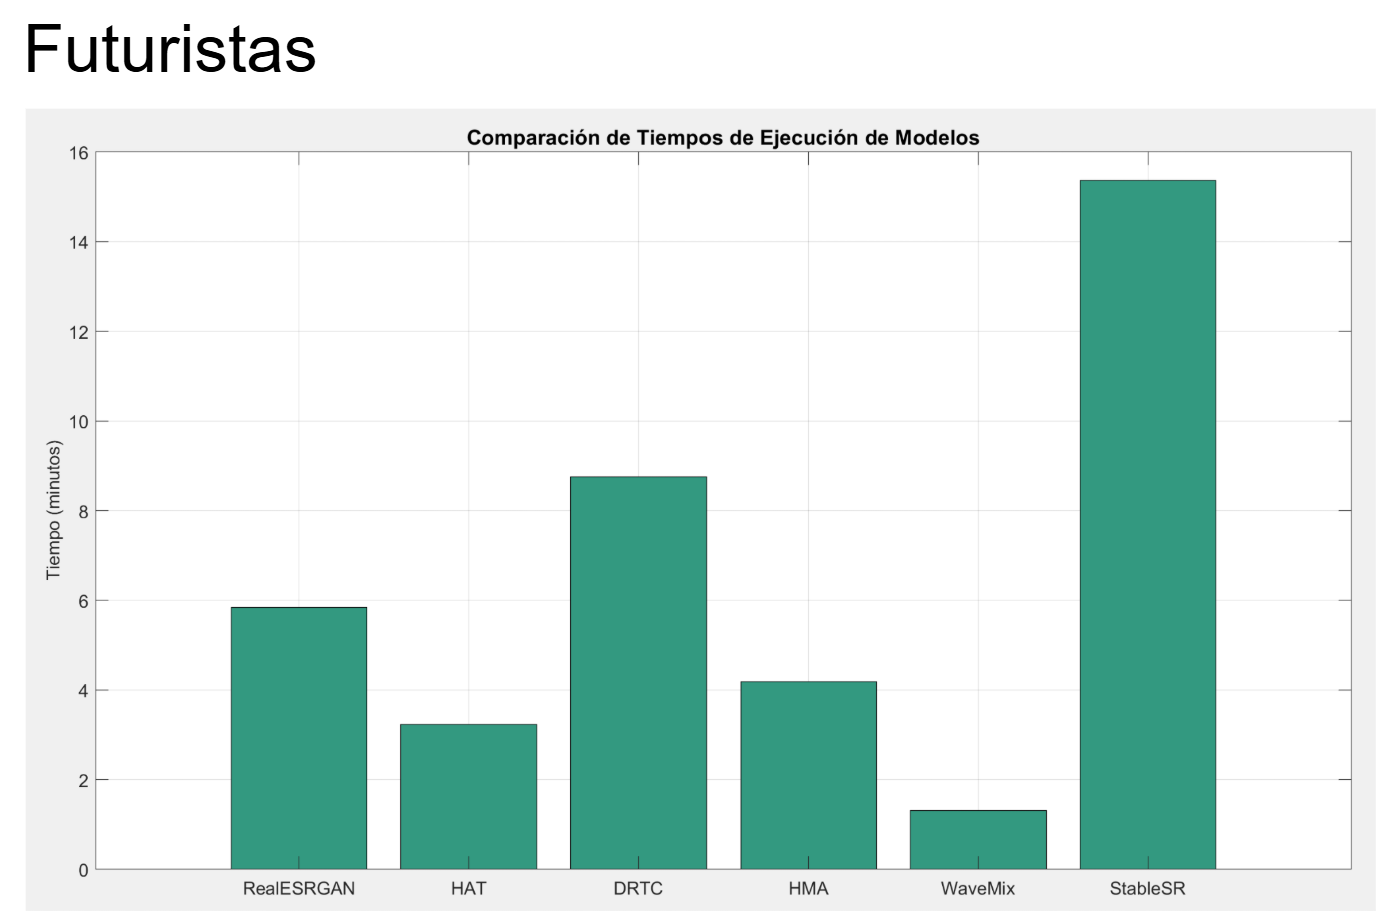 Futuristas
Comparación de Tiempos de Ejecución de Modelos
16
14
12
10
8
6
4
2
0
Tiempo (minutos)
RealESRGAN HAT DRTC HMA WaveMix StableSR